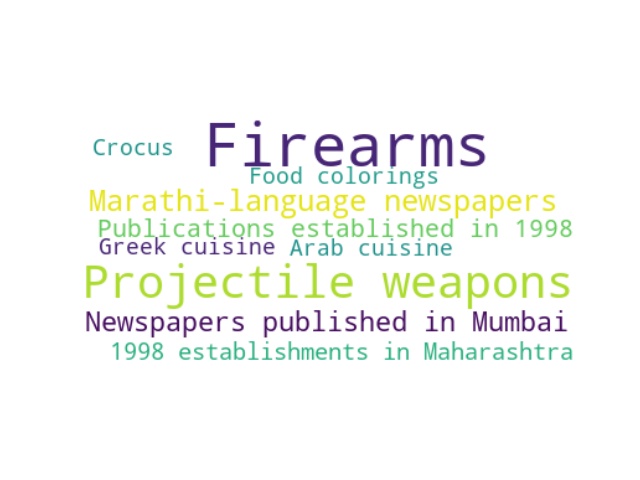 Firearms
Crocus
Food colorings
Marathi-language newspapers
Publications established in 1998
Greek cuisine
Arab cuisine
Projectile weapons
Newspapers published in Mumbai
1998 establishments in Maharashtra